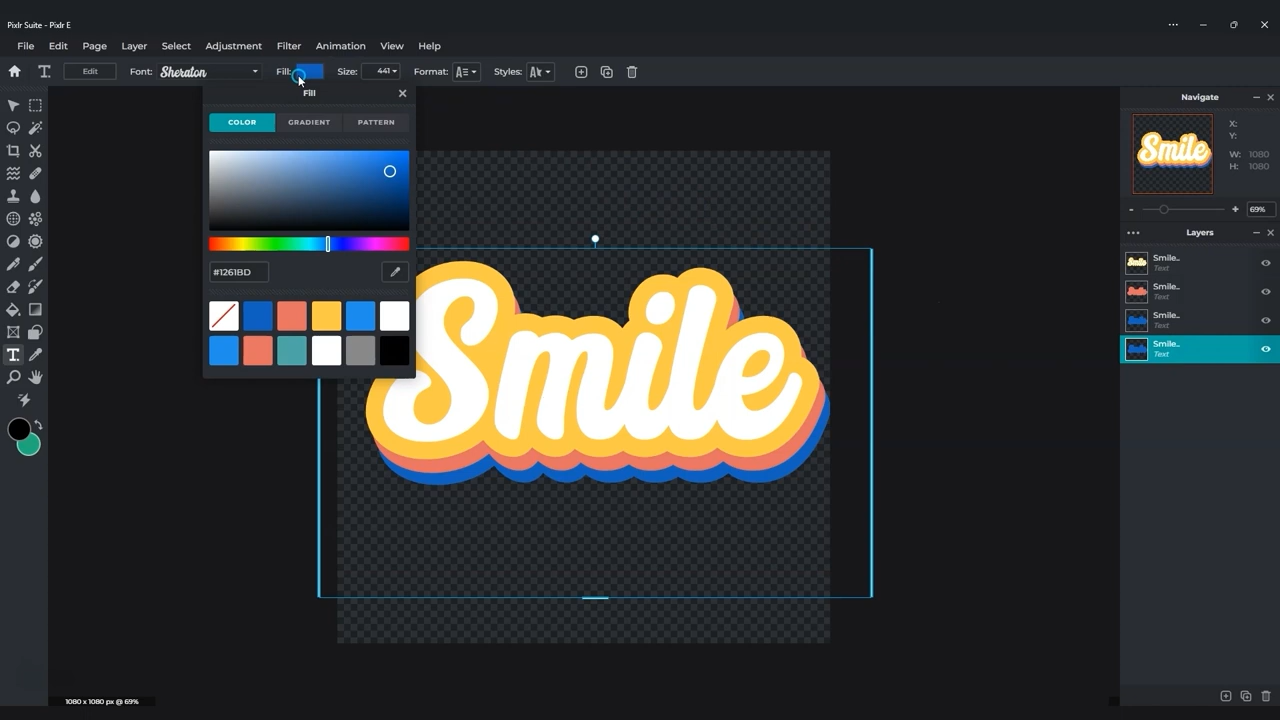 Pixlr Suite - Pixlr E
File Edit Page Layer Select Adjustment Filter Animation View Help
Edit Font: Sheraton Fill: Size: 441 Format: A Styles: A
Fill
COLOR GRADIENT PATTERN
#1261BD
Smile
Navigate
Smile
X:
Y:
W: 1080
H: 1080
69%
Layers
Smile..
Text
Smile..
Text
Smile..
Text
Smile..
Text
1080 x 1080 px @ 69%